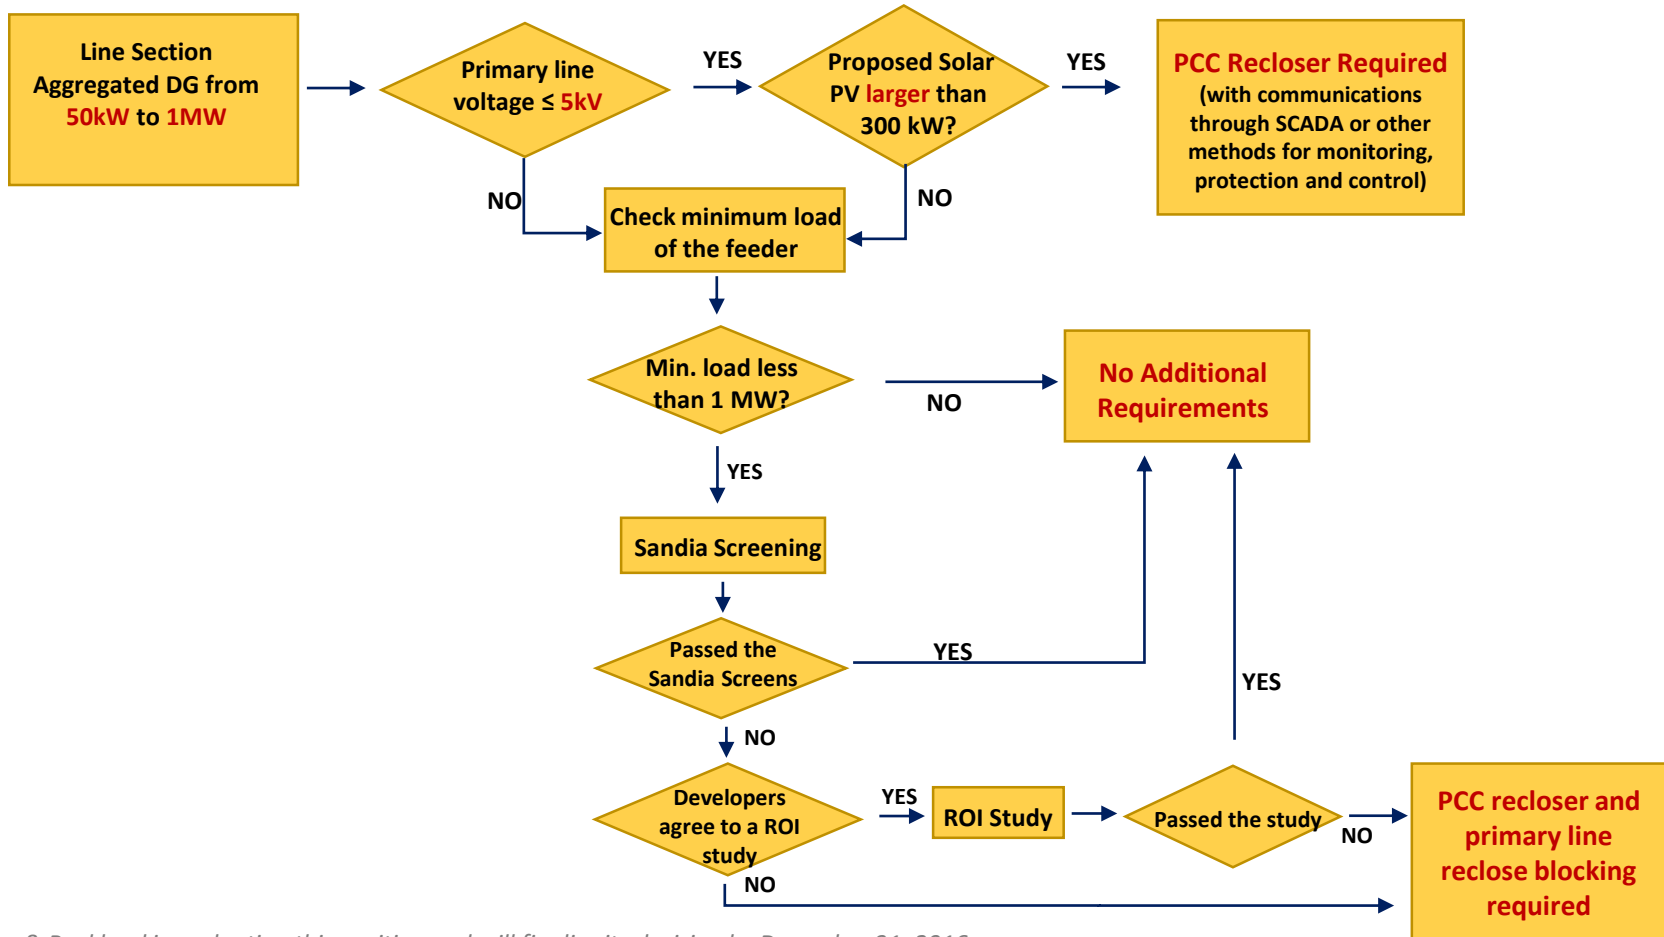 Line Section
Aggregated DG from
50kW to 1MW
Primary line
voltage ≤ 5kV
YES
Proposed Solar
PV larger than
300 kW?
YES
PCC Recloser Required
(with communications
through SCADA or other
methods for monitoring,
protection and control)
NO
NO
Check minimum load
of the feeder
Min. load less
than 1 MW?
NO
No Additional
Requirements
YES
Sandia Screening
Passed the
Sandia Screens
YES
YES
NO
Developers
agree to a ROI
study
YES
ROI Study
Passed the study
NO
PCC recloser and
primary line
reclose blocking
required
NO